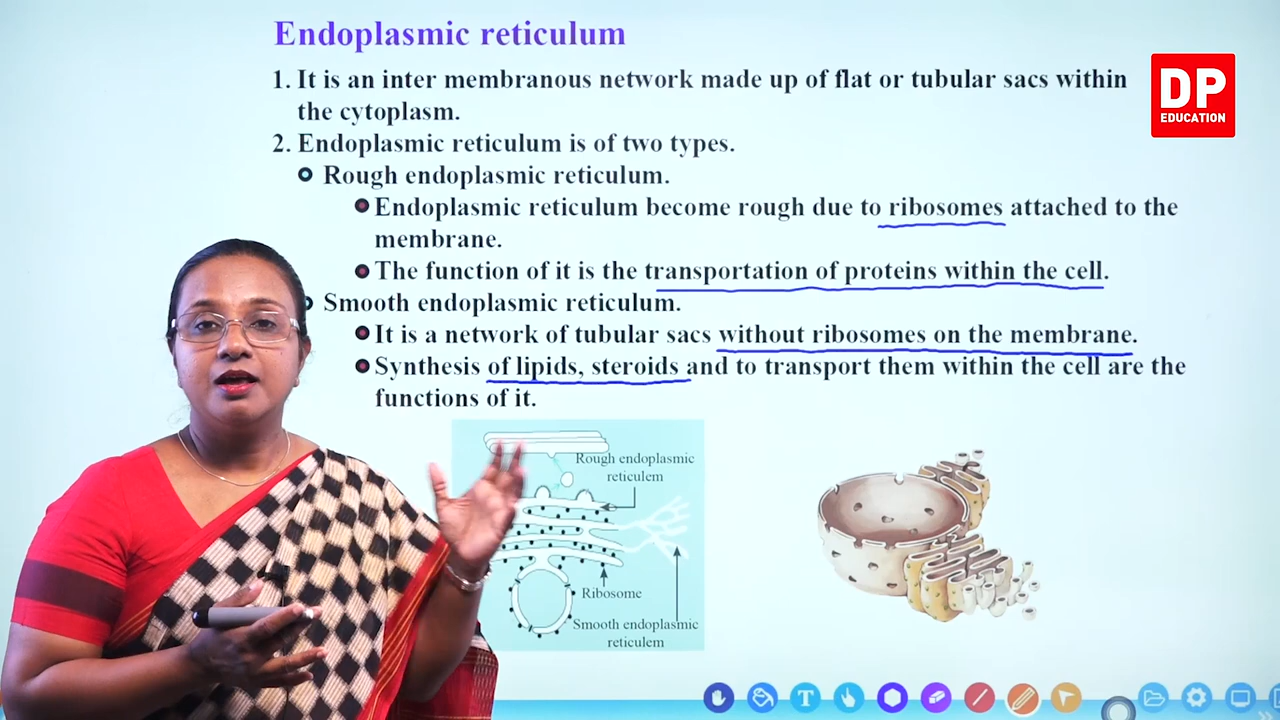 Endoplasmic reticulum
1. It is an inter membranous network made up of flat or tubular sacs within
the cytoplasm.
2. Endoplasmic reticulum is of two types.
Rough endoplasmic reticulum.
Endoplasmic reticulum become rough due to ribosomes attached to the
membrane.
The function of it is the transportation of proteins within the cell.
Smooth endoplasmic reticulum.
It is a network of tubular sacs without ribosomes on the membrane.
Synthesis of lipids, steroids and to transport them within the cell are the
functions of it.
DP
EDUCATION
Rough endoplasmic
reticulem
Ribosome
Smooth endoplasmic
reticulem
T